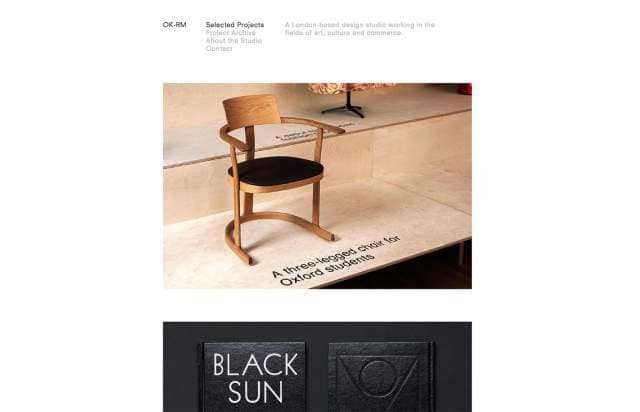 OK-RM
Selected Projects
Project Archive
About the Studio
Contact
A London-based design studio working in the
fields of art, culture and commerce.
A three-legged chair for
Oxford students
BLACK
SUN